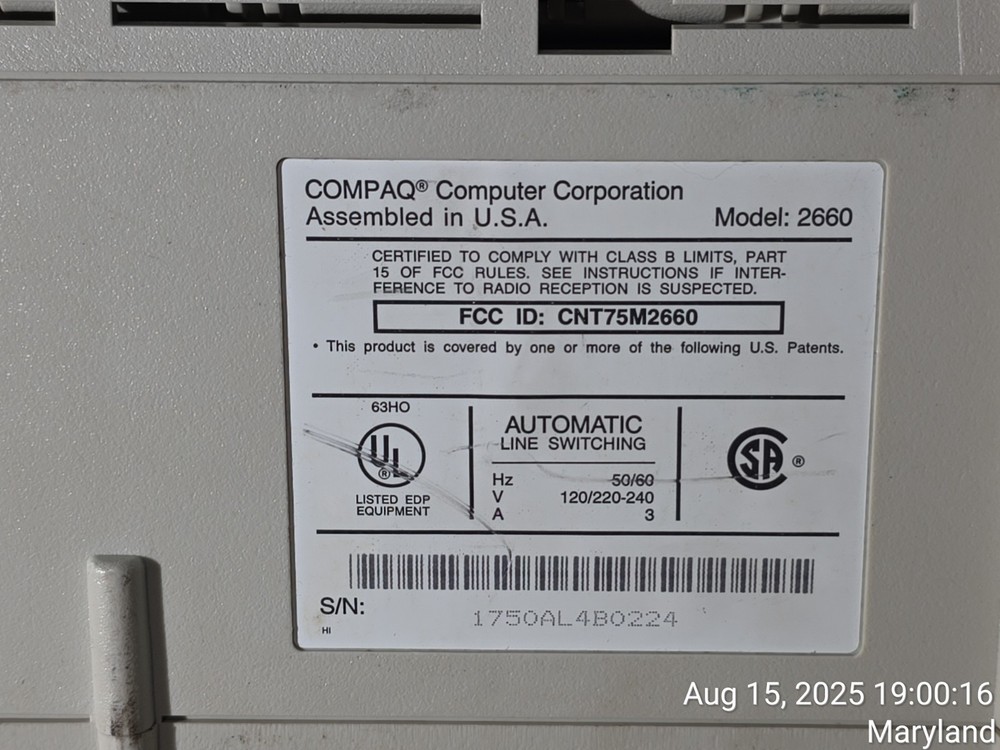 COMPAQ® Computer Corporation
Assembled in U.S.A. Model: 2660
CERTIFIED TO COMPLY WITH CLASS B LIMITS, PART
15 OF FCC RULES. SEE INSTRUCTIONS IF INTER-
FERENCE TO RADIO RECEPTION IS SUSPECTED.
FCC ID: CNT75M2660
• This product is covered by one or more of the following U.S. Patents.
63HO
UL®
LISTED EDP
EQUIPMENT
AUTOMATIC
LINE SWITCHING
Hz 50/60
V 120/220-240
A 3
SA®
S/N: 1750AL4B0224
HI
Aug 15, 2025 19:00:16
Maryland